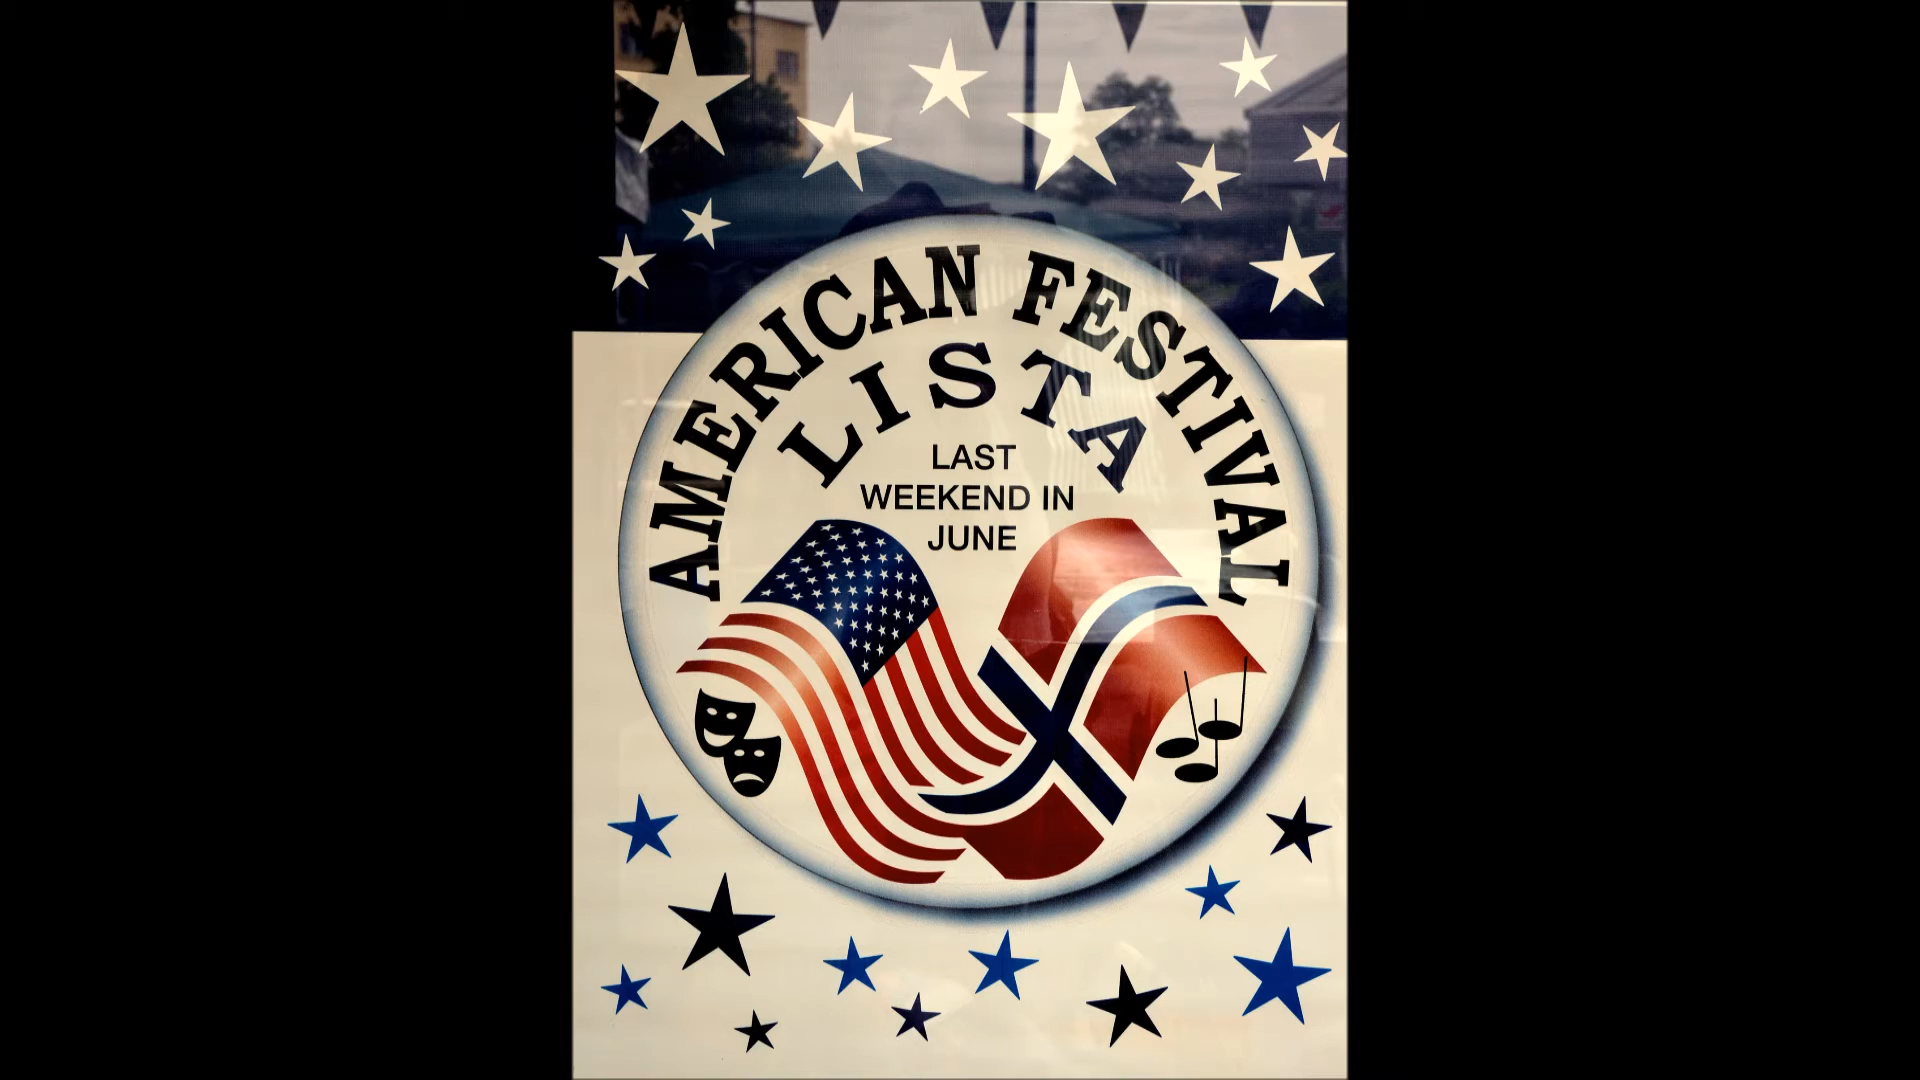 AMERICAN FESTIVAL
LISTA
LAST
WEEKEND IN
JUNE